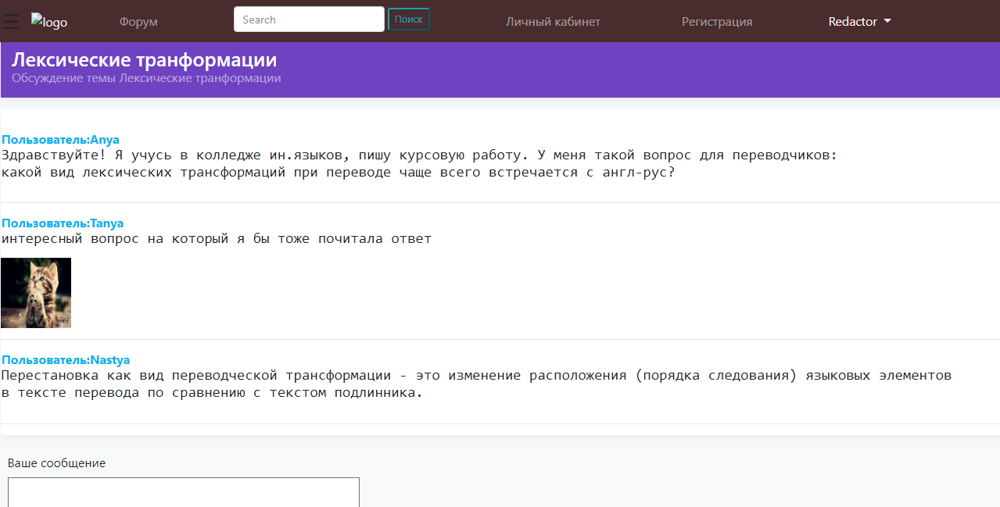 logo
Форум
Search
Поиск
Личный кабинет
Регистрация
Redactor
Лексические транформации
Обсуждение темы Лексические транформации
Пользователь:Anya
Здравствуйте! Я учусь в колледже ин.языков, пишу курсовую работу. У меня такой вопрос для переводчиков:
какой вид лексических трансформаций при переводе чаще всего встречается с англ-рус?
Пользователь:Tanya
интересный вопрос на который я бы тоже почитала ответ
Пользователь:Nastya
Перестановка как вид переводческой трансформации - это изменение расположения (порядка следования) языковых элементов
в тексте перевода по сравнению с текстом подлинника.
Ваше сообщение